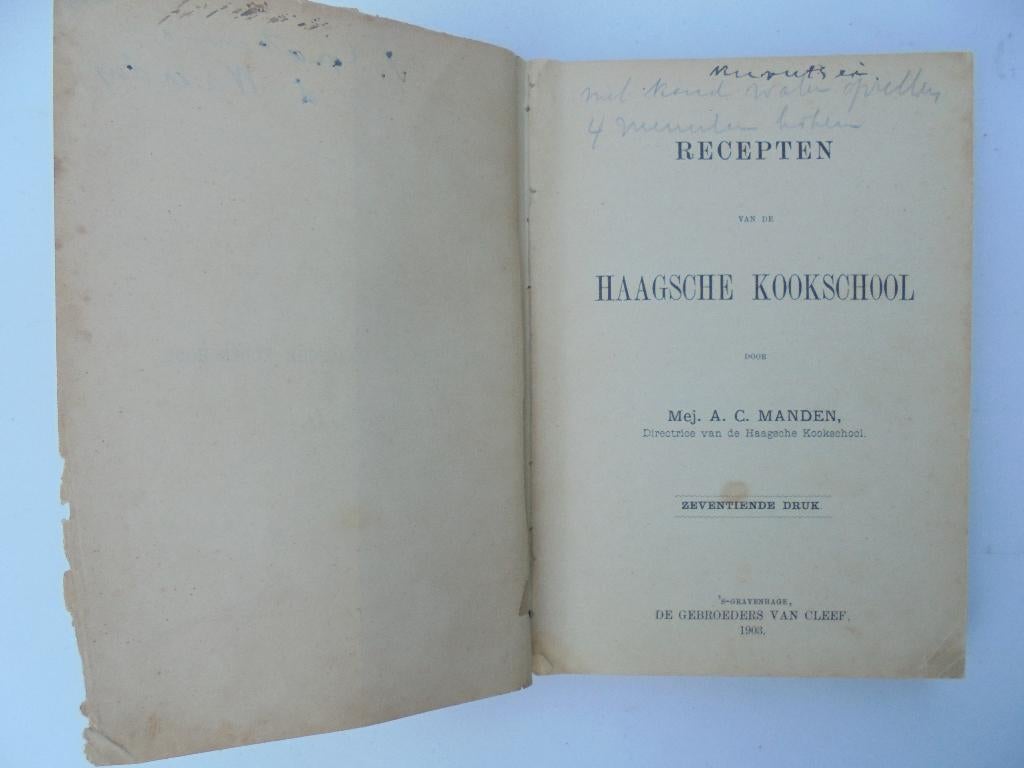 met koud water opzetten
4 minuten koken
RECEPTEN
VAN DE
HAAGSCHE KOOKSCHOOL
DOOR
Mej. A. C. MANDEN,
Directrice van de Haagsche Kookschool.
ZEVENTIENDE DRUK.
'S-GRAVENHAGE,
DE GEBROEDERS VAN CLEEF.
1903.